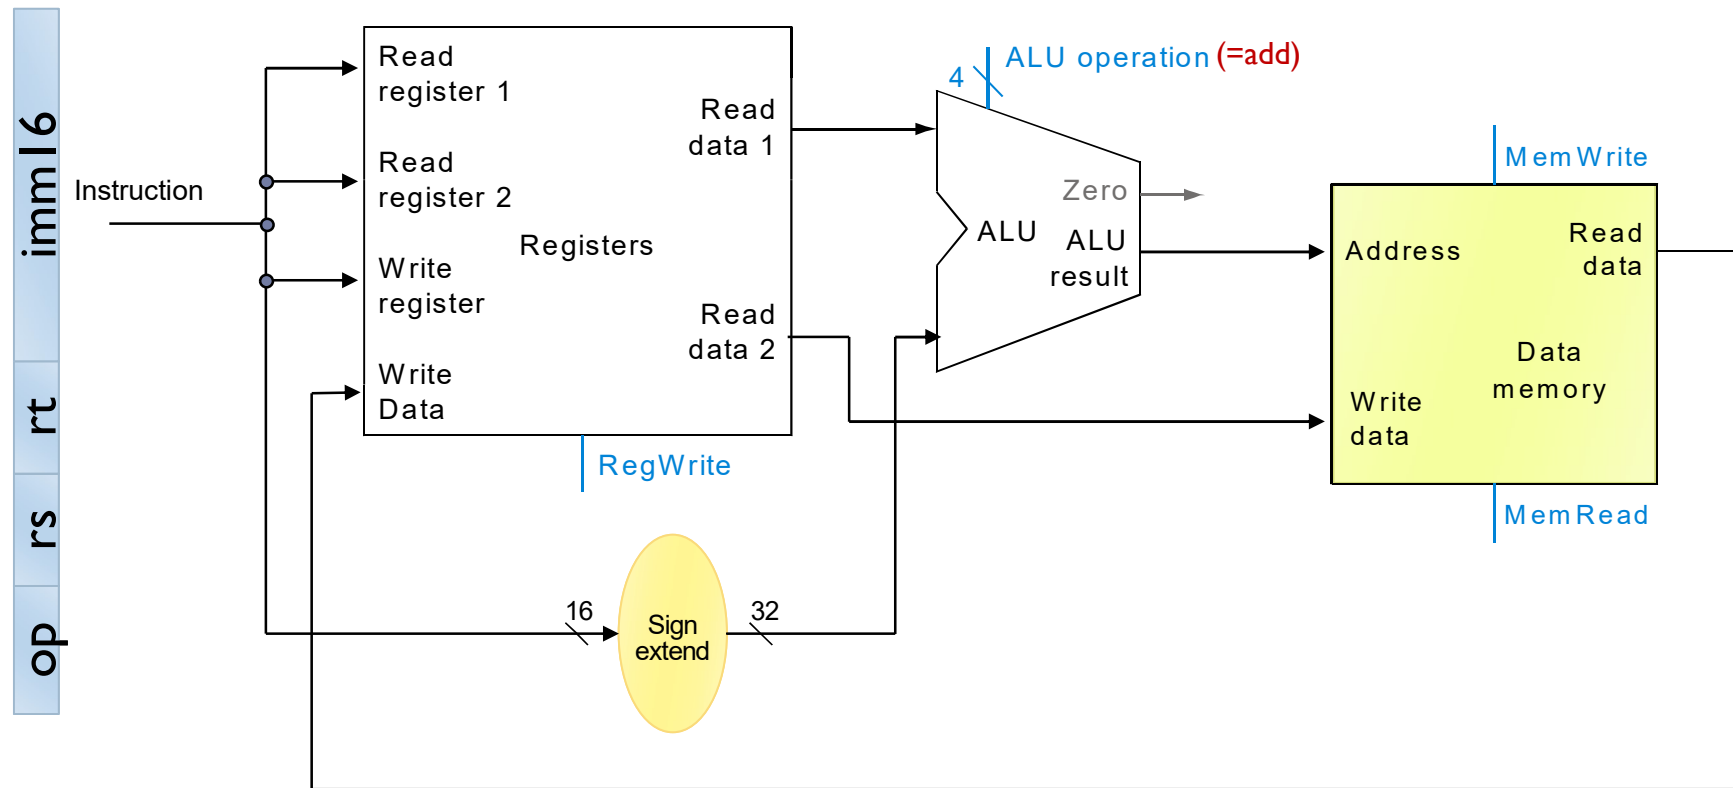 imm16
rt
rs
op
Instruction
Read
register 1
Read
register 2
Write
register
Write
Data
Registers
Read
data 1
Read
data 2
RegWrite
16
Sign
extend
32
4
ALU operation (=add)
Zero
ALU
ALU
result
MemWrite
Address
Read
data
Data
memory
Write
data
MemRead